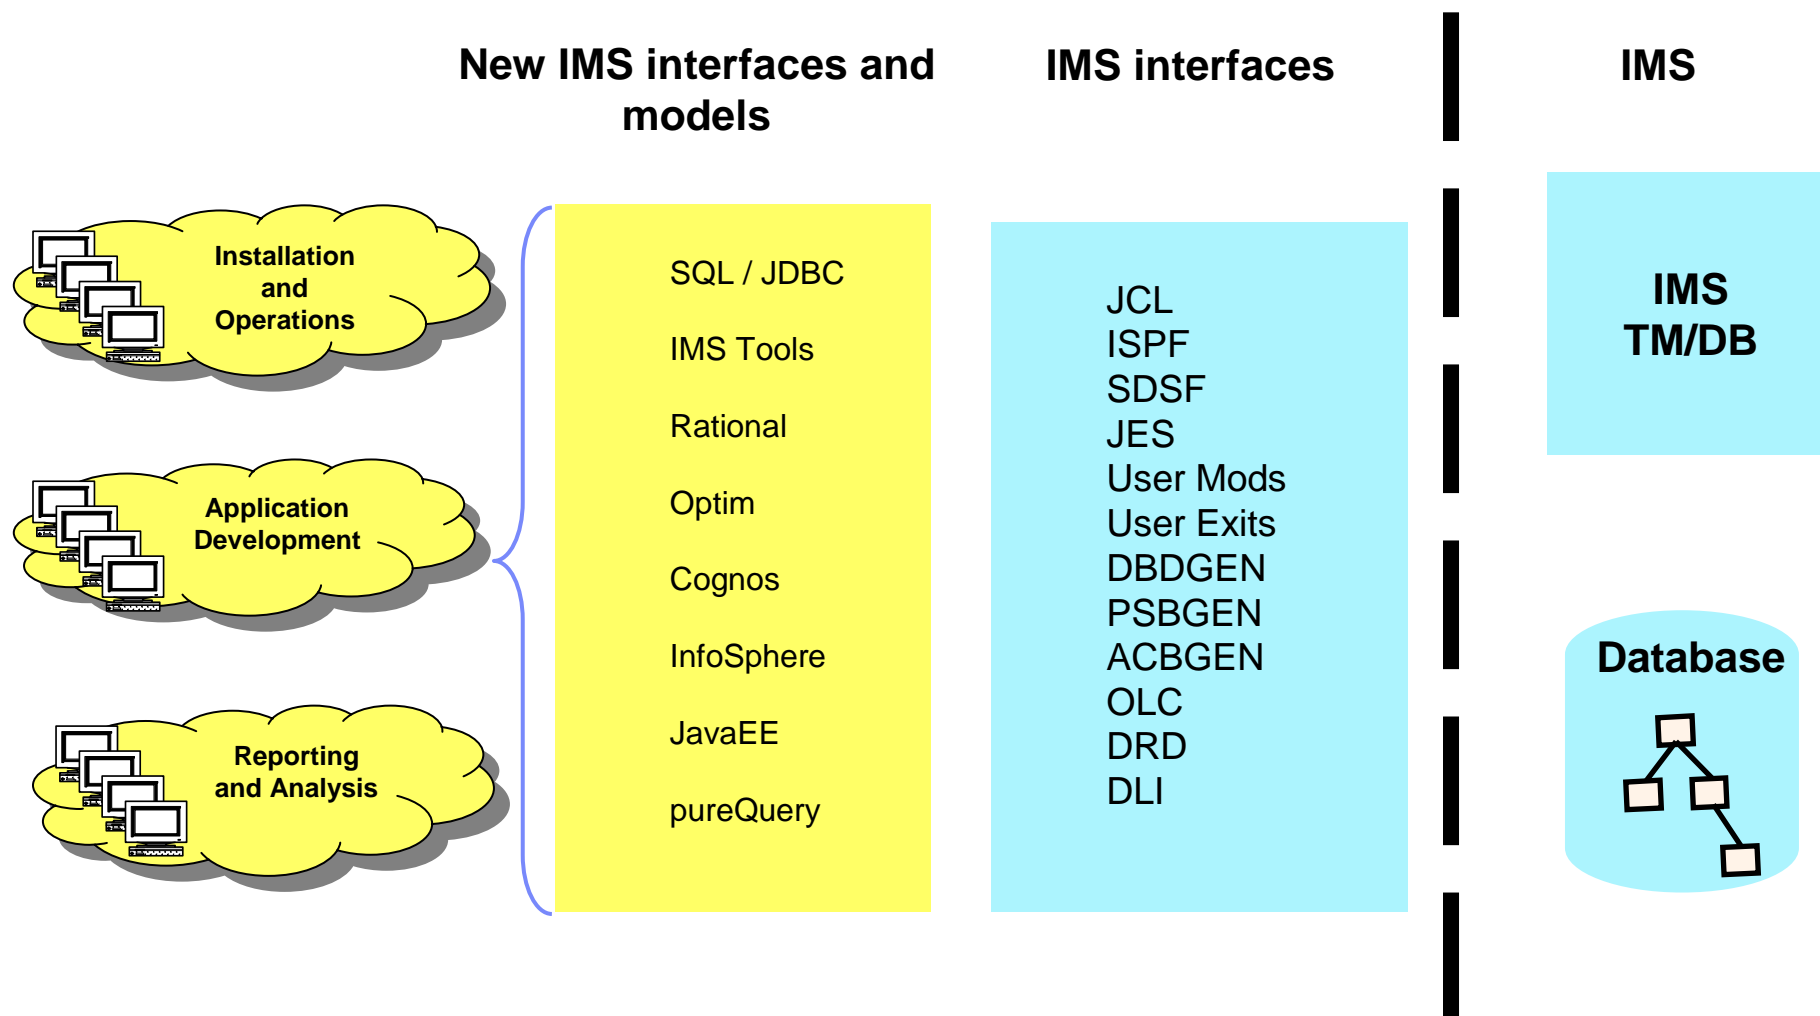 New IMS interfaces and
models
IMS interfaces
IMS
Installation
and
Operations
Application
Development
Reporting
and Analysis
SQL / JDBC
IMS Tools
Rational
Optim
Cognos
InfoSphere
JavaEE
pureQuery
JCL
ISPF
SDSF
JES
User Mods
User Exits
DBDGEN
PSBGEN
ACBGEN
OLC
DRD
DLI
IMS
TM/DB
Database